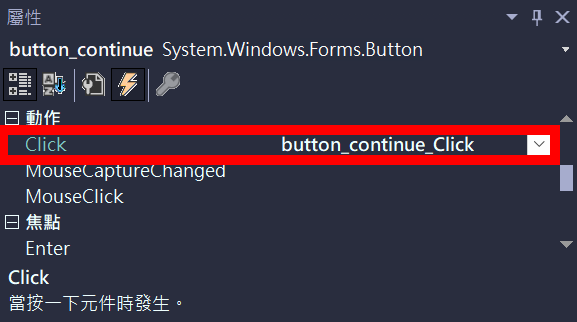 屬性
button_continue System.Windows.Forms.Button
動作
Click button_continue_Click
MouseCaptureChanged
MouseClick
焦點
Enter
Click
當按一下元件時發生。